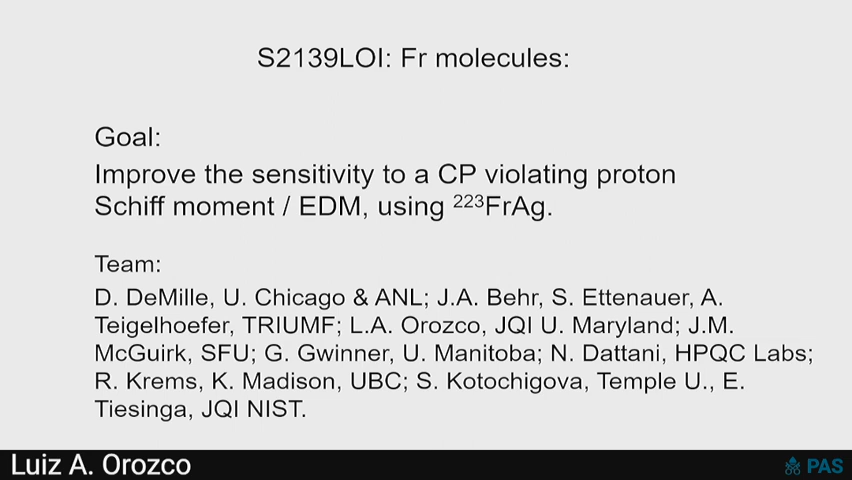 S2139LOI: Fr molecules:
Goal:
Improve the sensitivity to a CP violating proton
Schiff moment / EDM, using ²²³FrAg.
Team:
D. DeMille, U. Chicago & ANL; J.A. Behr, S. Ettenauer, A.
Teigelhoefer, TRIUMF; L.A. Orozco, JQI U. Maryland; J.M.
McGuirk, SFU; G. Gwinner, U. Manitoba; N. Dattani, HPQC Labs;
R. Krems, K. Madison, UBC; S. Kotochigova, Temple U., E.
Tiesinga, JQI NIST.
Luiz A. Orozco
PAS